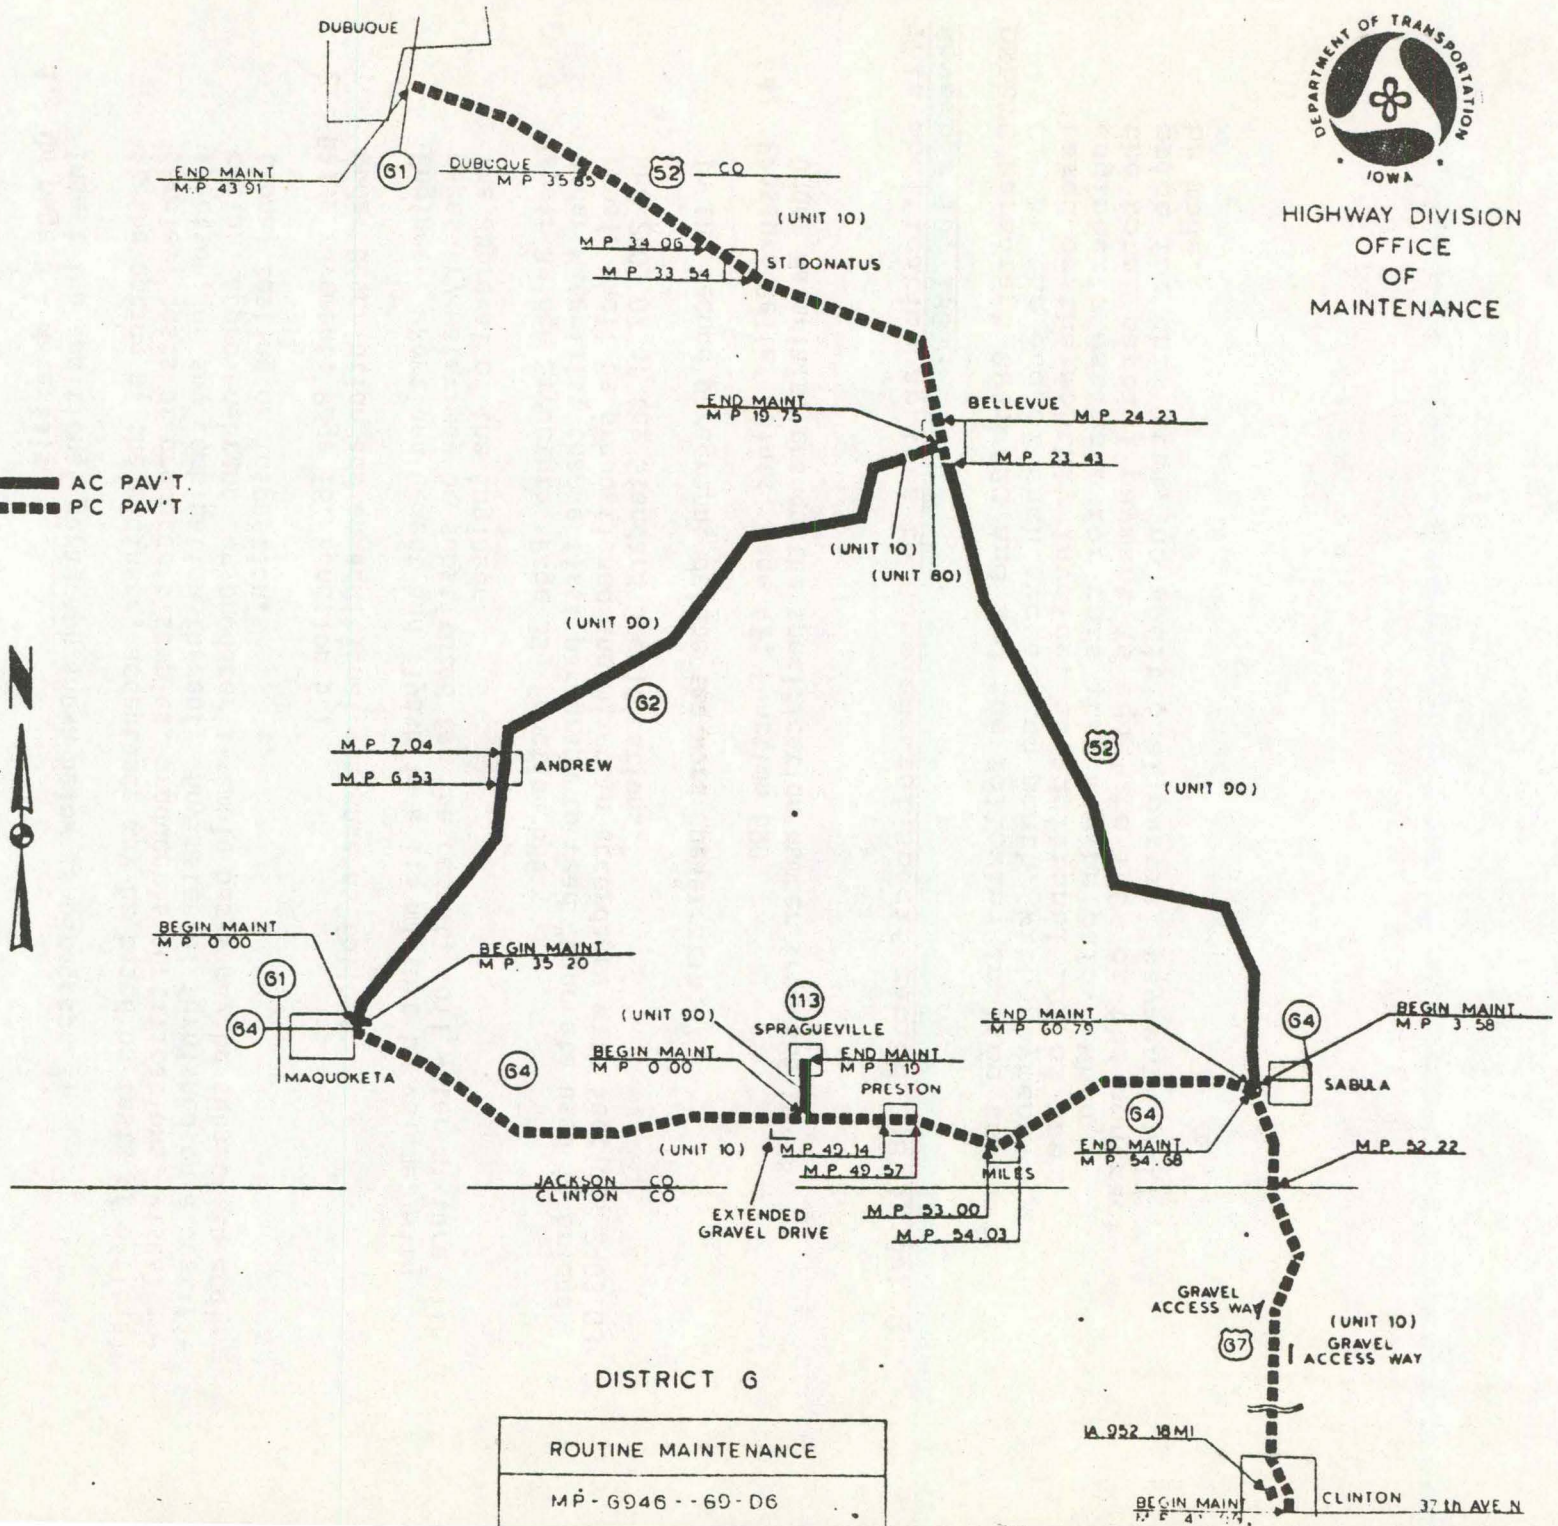 DUBUQUE
DEPARTMENT OF TRANSPORTATION
IOWA
HIGHWAY DIVISION
OFFICE
OF
MAINTENANCE
END MAINT
M.P. 43 91
61
DUBUQUE
M P 35 85
52
CO
(UNIT 10)
M P 34 06
M P. 33 54
ST. DONATUS
END MAINT
M P 19.75
BELLEVUE
M P. 24.23
M P. 23.43
AC PAV'T.
PC PAV'T.
(UNIT 10)
(UNIT 80)
(UNIT 90)
62
N
52
M P. 7.04
M P. 6.53
ANDREW
(UNIT 90)
BEGIN MAINT
M P. 0 00
BEGIN MAINT.
M P. 35 20
61
64
MAQUOKETA
64
(UNIT 90)
113
SPRAGUEVILLE
BEGIN MAINT.
M P 0.00
END MAINT
M P 1 19
PRESTON
END MAINT
M P 60 79
64
BEGIN MAINT.
M.P. 3.58
SABULA
(UNIT 10)
M P. 49.14
M P. 49.57
MILES
64
END MAINT.
M P. 54.68
M.P. 52.22
JACKSON CO.
CLINTON CO
EXTENDED
GRAVEL DRIVE
M P. 53.00
M P. 54.03
GRAVEL
ACCESS WAY
67
(UNIT 10)
GRAVEL
ACCESS WAY
DISTRICT 6
ROUTINE MAINTENANCE
MP-6946--69-D6
IA 952 .18 MI
BEGIN MAINT
CLINTON
37 th AVE N